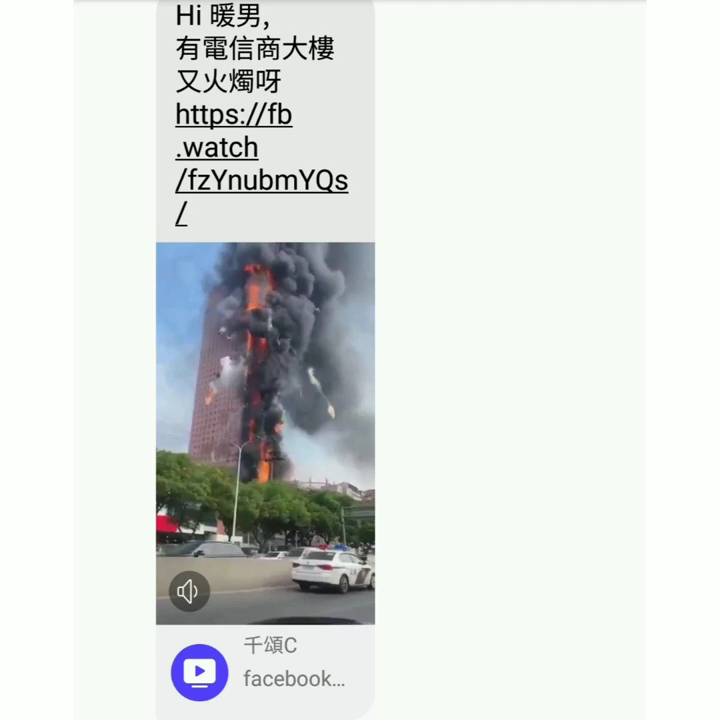 Hi 暖男,
有電信商大樓
又火燭呀
https://fb
.watch
/fzYnubmYQs
/
千頌C
facebook...